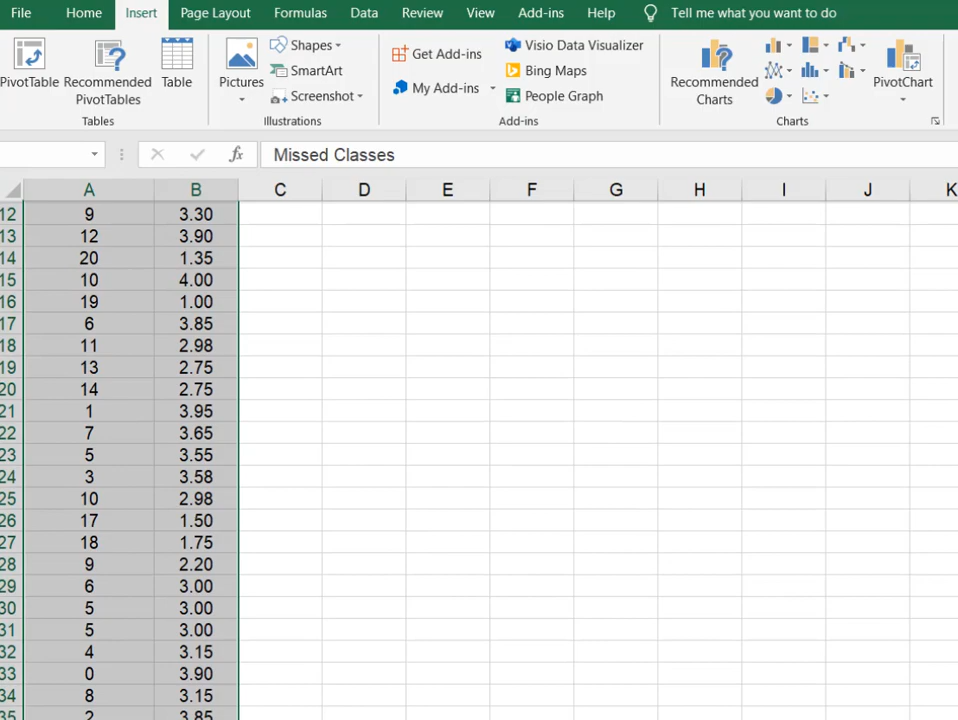 File Home Insert Page Layout Formulas Data Review View Add-ins Help Tell me what you want to do
PivotTable Recommended PivotTables Table
Tables
Pictures Shapes SmartArt Screenshot
Illustrations
Get Add-ins My Add-ins Visio Data Visualizer Bing Maps People Graph
Add-ins
Recommended Charts PivotChart
Charts
fx Missed Classes
A B C D E F G H I J K
12 9 3.30
13 12 3.90
14 20 1.35
15 10 4.00
16 19 1.00
17 6 3.85
18 11 2.98
19 13 2.75
20 14 2.75
21 1 3.95
22 7 3.65
23 5 3.55
24 3 3.58
25 10 2.98
26 17 1.50
27 18 1.75
28 9 2.20
29 6 3.00
30 5 3.00
31 5 3.00
32 4 3.15
33 0 3.90
34 8 3.15
35 2 3.85